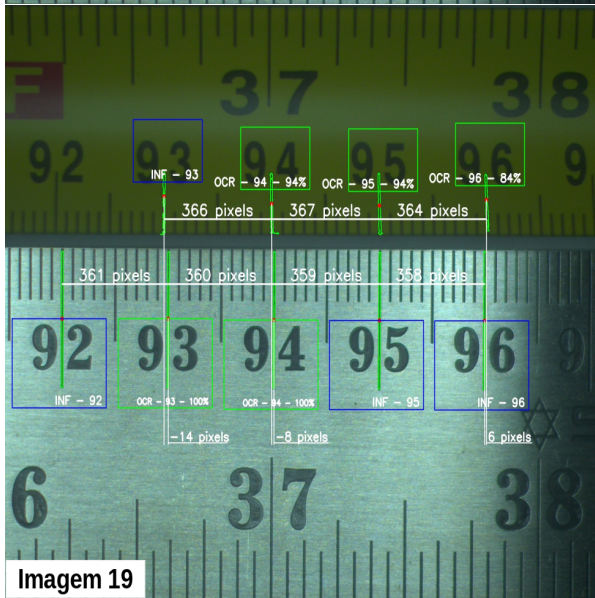 F 37 38
92 93 94 95 96 9
INF - 93 OCR - 94 - 94% OCR - 95 - 94% OCR - 96 - 84%
366 pixels 367 pixels 364 pixels
361 pixels 360 pixels 359 pixels 358 pixels
92 93 94 95 96 9
INF - 92 OCR - 93 - 100% OCR - 94 - 100% INF - 95 INF - 96
-14 pixels -8 pixels 6 pixels
6 37 38
Imagem 19